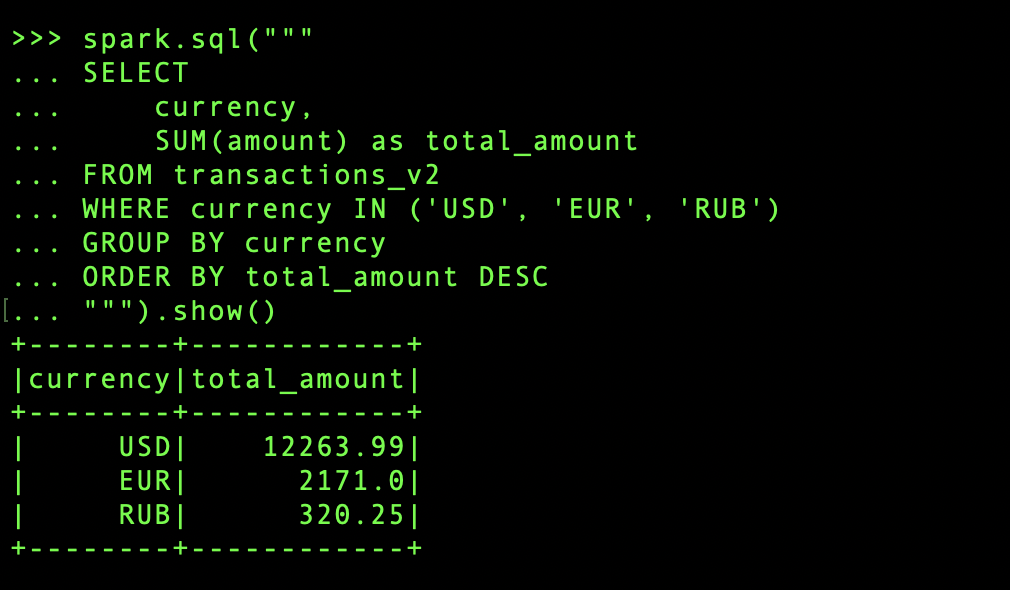 >>> spark.sql("""
... SELECT
...     currency,
...     SUM(amount) as total_amount
... FROM transactions_v2
... WHERE currency IN ('USD', 'EUR', 'RUB')
... GROUP BY currency
... ORDER BY total_amount DESC
[... """).show()
+--------+------------+
|currency|total_amount|
+--------+------------+
|     USD|    12263.99|
|     EUR|      2171.0|
|     RUB|      320.25|
+--------+------------+